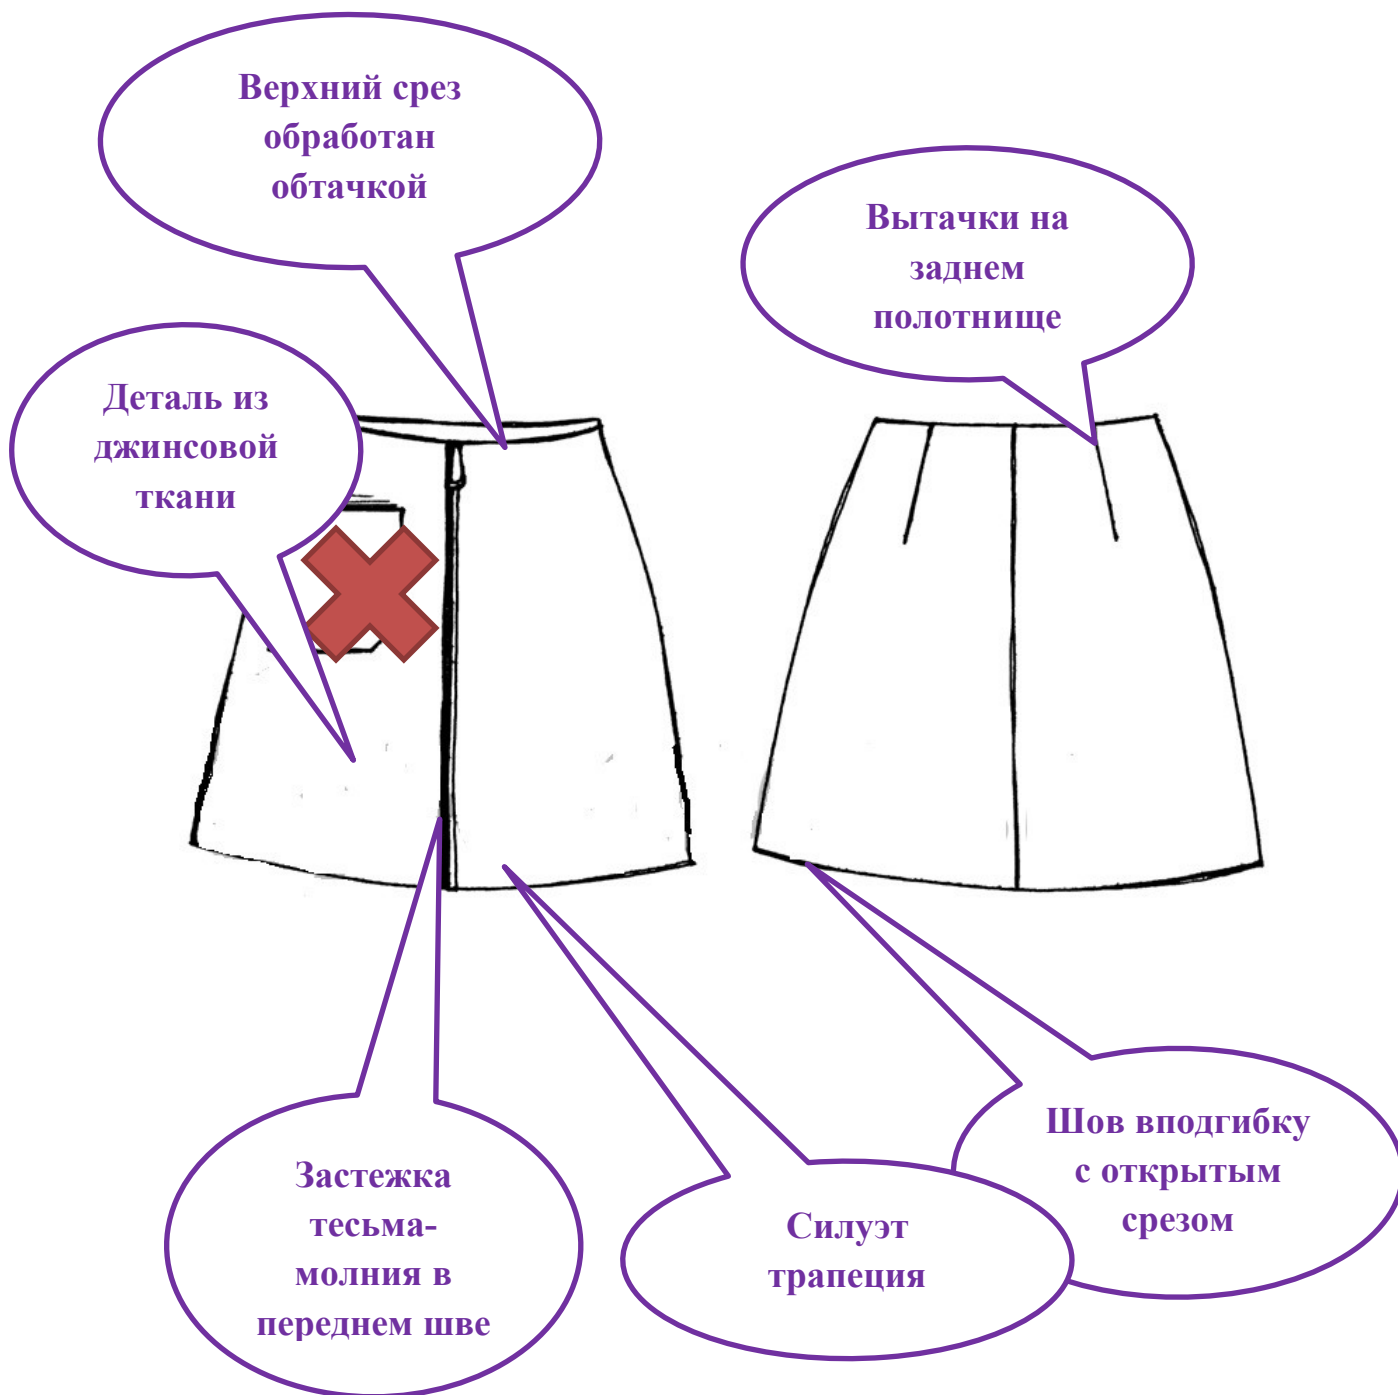 Верхний срез
обработан
обтачкой
Вытачки на
заднем
полотнище
Деталь из
джинсовой
ткани
Шов вподгибку
с открытым
срезом
Застежка
тесьма-
молния в
переднем шве
Силуэт
трапеция